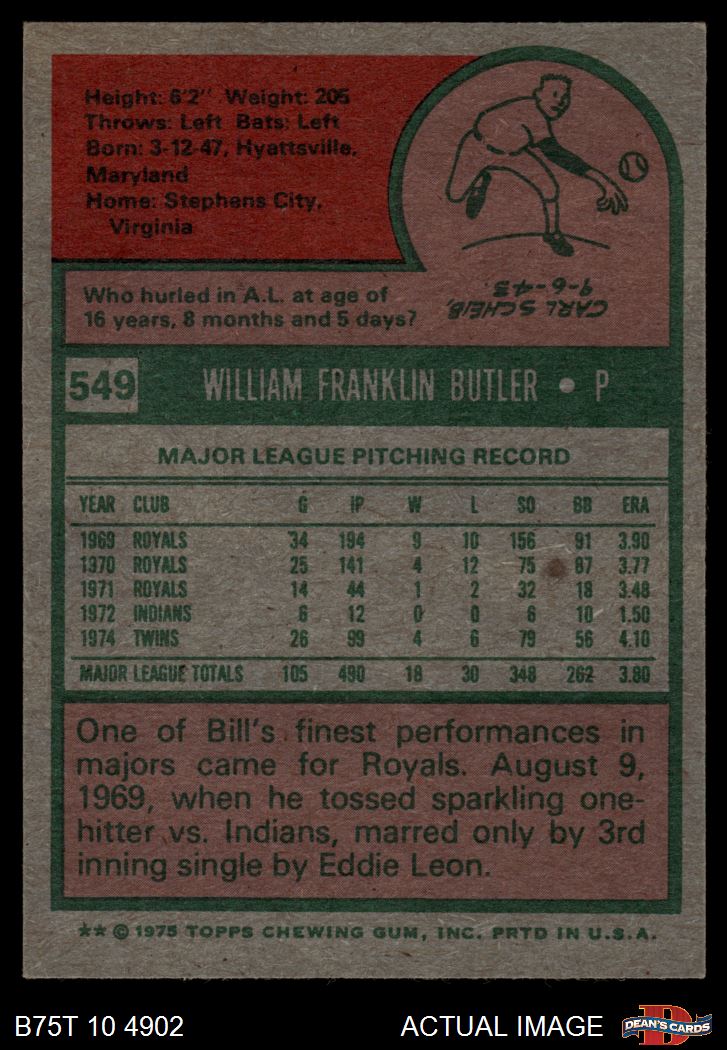 Height: 6'2" Weight: 205
Throws: Left Bats: Left
Born: 3-12-47, Hyattsville,
Maryland
Home: Stephens City,
Virginia
Who hurled in A.L. at age of
16 years, 8 months and 5 days?
CARL SCHEIB,
9-6-43.
549 WILLIAM FRANKLIN BUTLER • P
MAJOR LEAGUE PITCHING RECORD
YEAR CLUB G IP W L SO BB ERA
1969 ROYALS 34 194 9 10 156 91 3.90
1970 ROYALS 25 141 4 12 75 87 3.77
1971 ROYALS 14 44 1 2 32 18 3.48
1972 INDIANS 6 12 0 0 6 10 1.50
1974 TWINS 26 99 4 6 79 56 4.10
MAJOR LEAGUE TOTALS 105 490 18 30 348 262 3.80
One of Bill's finest performances in
majors came for Royals. August 9,
1969, when he tossed sparkling one-
hitter vs. Indians, marred only by 3rd
inning single by Eddie Leon.
** © 1975 TOPPS CHEWING GUM, INC. PRTD IN U.S.A.
B75T 10 4902 ACTUAL IMAGE
D
DEAN'S CARDS